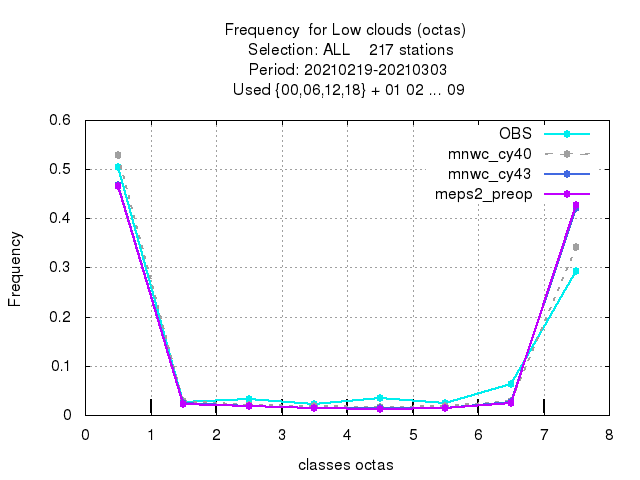 Frequency  for Low clouds (octas)
Selection: ALL    217 stations
Period: 20210219-20210303
Used {00,06,12,18} + 01 02 ... 09
OBS
mnwc_cy40
mnwc_cy43
meps2_preop
Frequency
0.6
0.5
0.4
0.3
0.2
0.1
0
0 1 2 3 4 5 6 7 8
classes octas